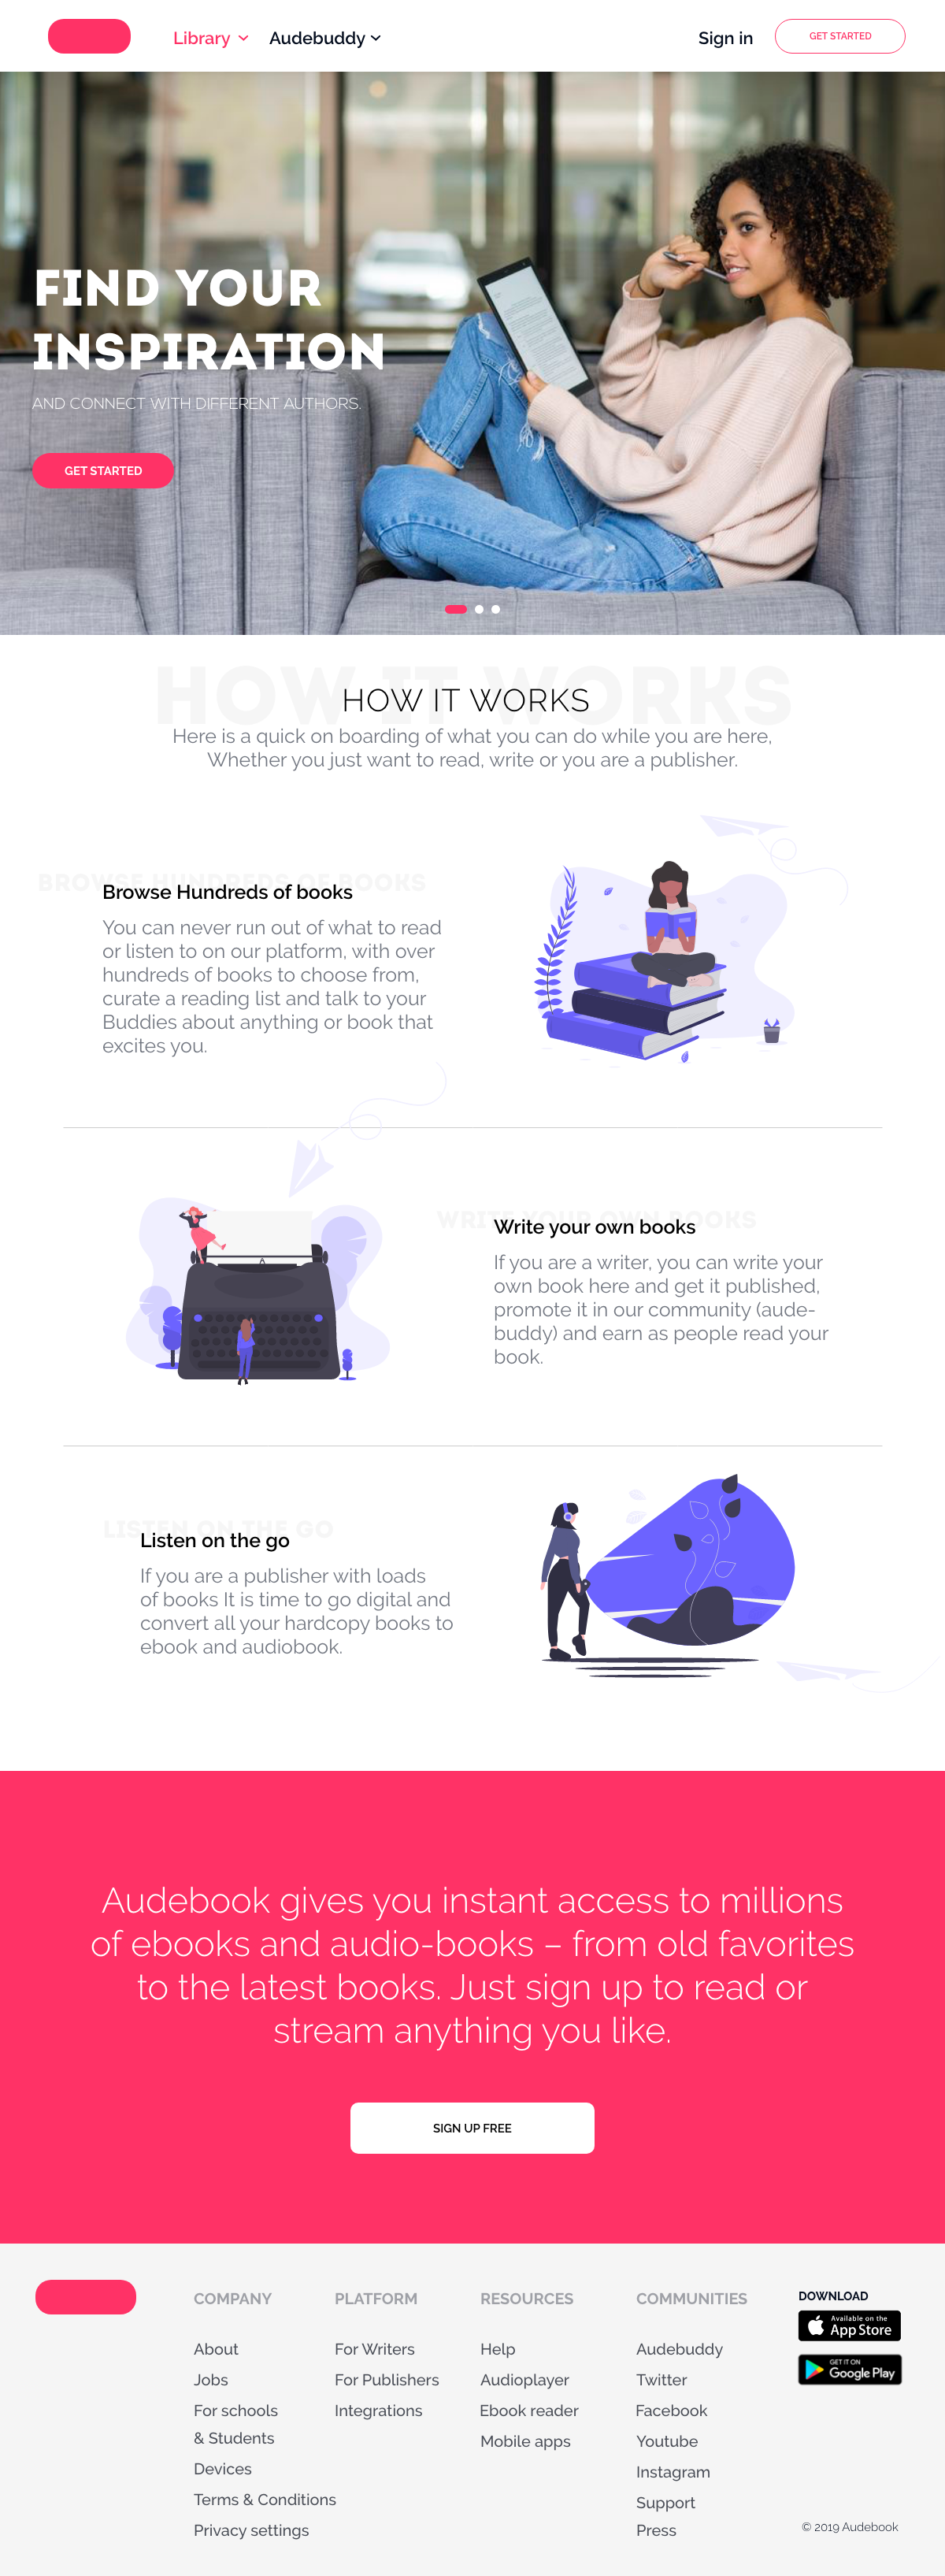 Library
Audebuddy
Sign in
GET STARTED
FIND YOUR
INSPIRATION
AND CONNECT WITH DIFFERENT AUTHORS.
GET STARTED
HOW IT WORKS
HOW IT WORKS
Here is a quick on boarding of what you can do while you are here,
Whether you just want to read, write or you are a publisher.
BROWSE HUNDREDS OF BOOKS
Browse Hundreds of books
You can never run out of what to read
or listen to on our platform, with over
hundreds of books to choose from,
curate a reading list and talk to your
Buddies about anything or book that
excites you.
WRITE YOUR OWN BOOKS
Write your own books
If you are a writer, you can write your
own book here and get it published,
promote it in our community (aude-
buddy) and earn as people read your
book.
LISTEN ON THE GO
Listen on the go
If you are a publisher with loads
of books It is time to go digital and
convert all your hardcopy books to
ebook and audiobook.
Audebook gives you instant access to millions
of ebooks and audio-books – from old favorites
to the latest books. Just sign up to read or
stream anything you like.
SIGN UP FREE
COMPANY
About
Jobs
For schools
& Students
Devices
Terms & Conditions
Privacy settings
PLATFORM
For Writers
For Publishers
Integrations
RESOURCES
Help
Audioplayer
Ebook reader
Mobile apps
COMMUNITIES
Audebuddy
Twitter
Facebook
Youtube
Instagram
Support
Press
DOWNLOAD
Available on the
App Store
GET IT ON
Google Play
© 2019 Audebook